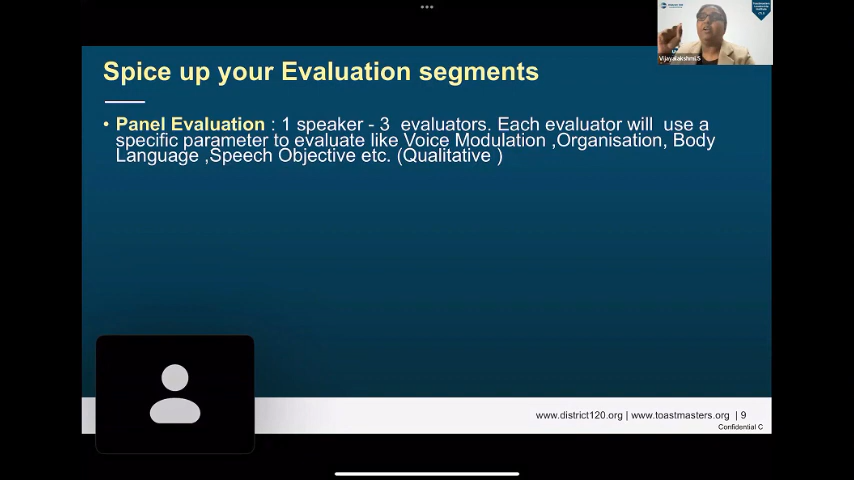 Spice up your Evaluation segments
• Panel Evaluation : 1 speaker - 3 evaluators. Each evaluator will use a
specific parameter to evaluate like Voice Modulation ,Organisation, Body
Language ,Speech Objective etc. (Qualitative )
www.district120.org | www.toastmasters.org | 9
Confidential C